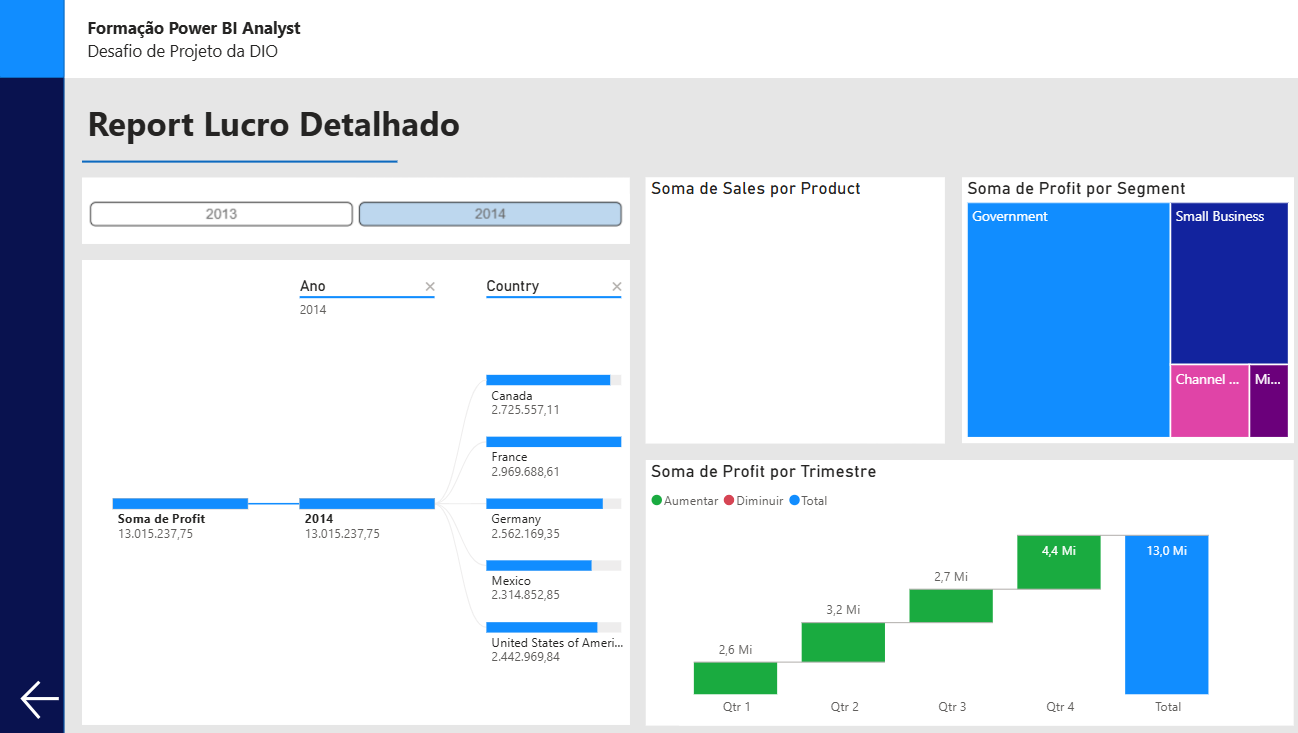 Formação Power BI Analyst
Desafio de Projeto da DIO
Report Lucro Detalhado
2013
2014
Ano
2014
Country
Soma de Profit
13.015.237,75
2014
13.015.237,75
Canada
2.725.557,11
France
2.969.688,61
Germany
2.562.169,35
Mexico
2.314.852,85
United States of Ameri...
2.442.969,84
Soma de Sales por Product
Soma de Profit por Segment
Government
Small Business
Channel ...
Mi...
Soma de Profit por Trimestre
Aumentar Diminuir Total
2,6 Mi
3,2 Mi
2,7 Mi
4,4 Mi
13,0 Mi
Qtr 1
Qtr 2
Qtr 3
Qtr 4
Total